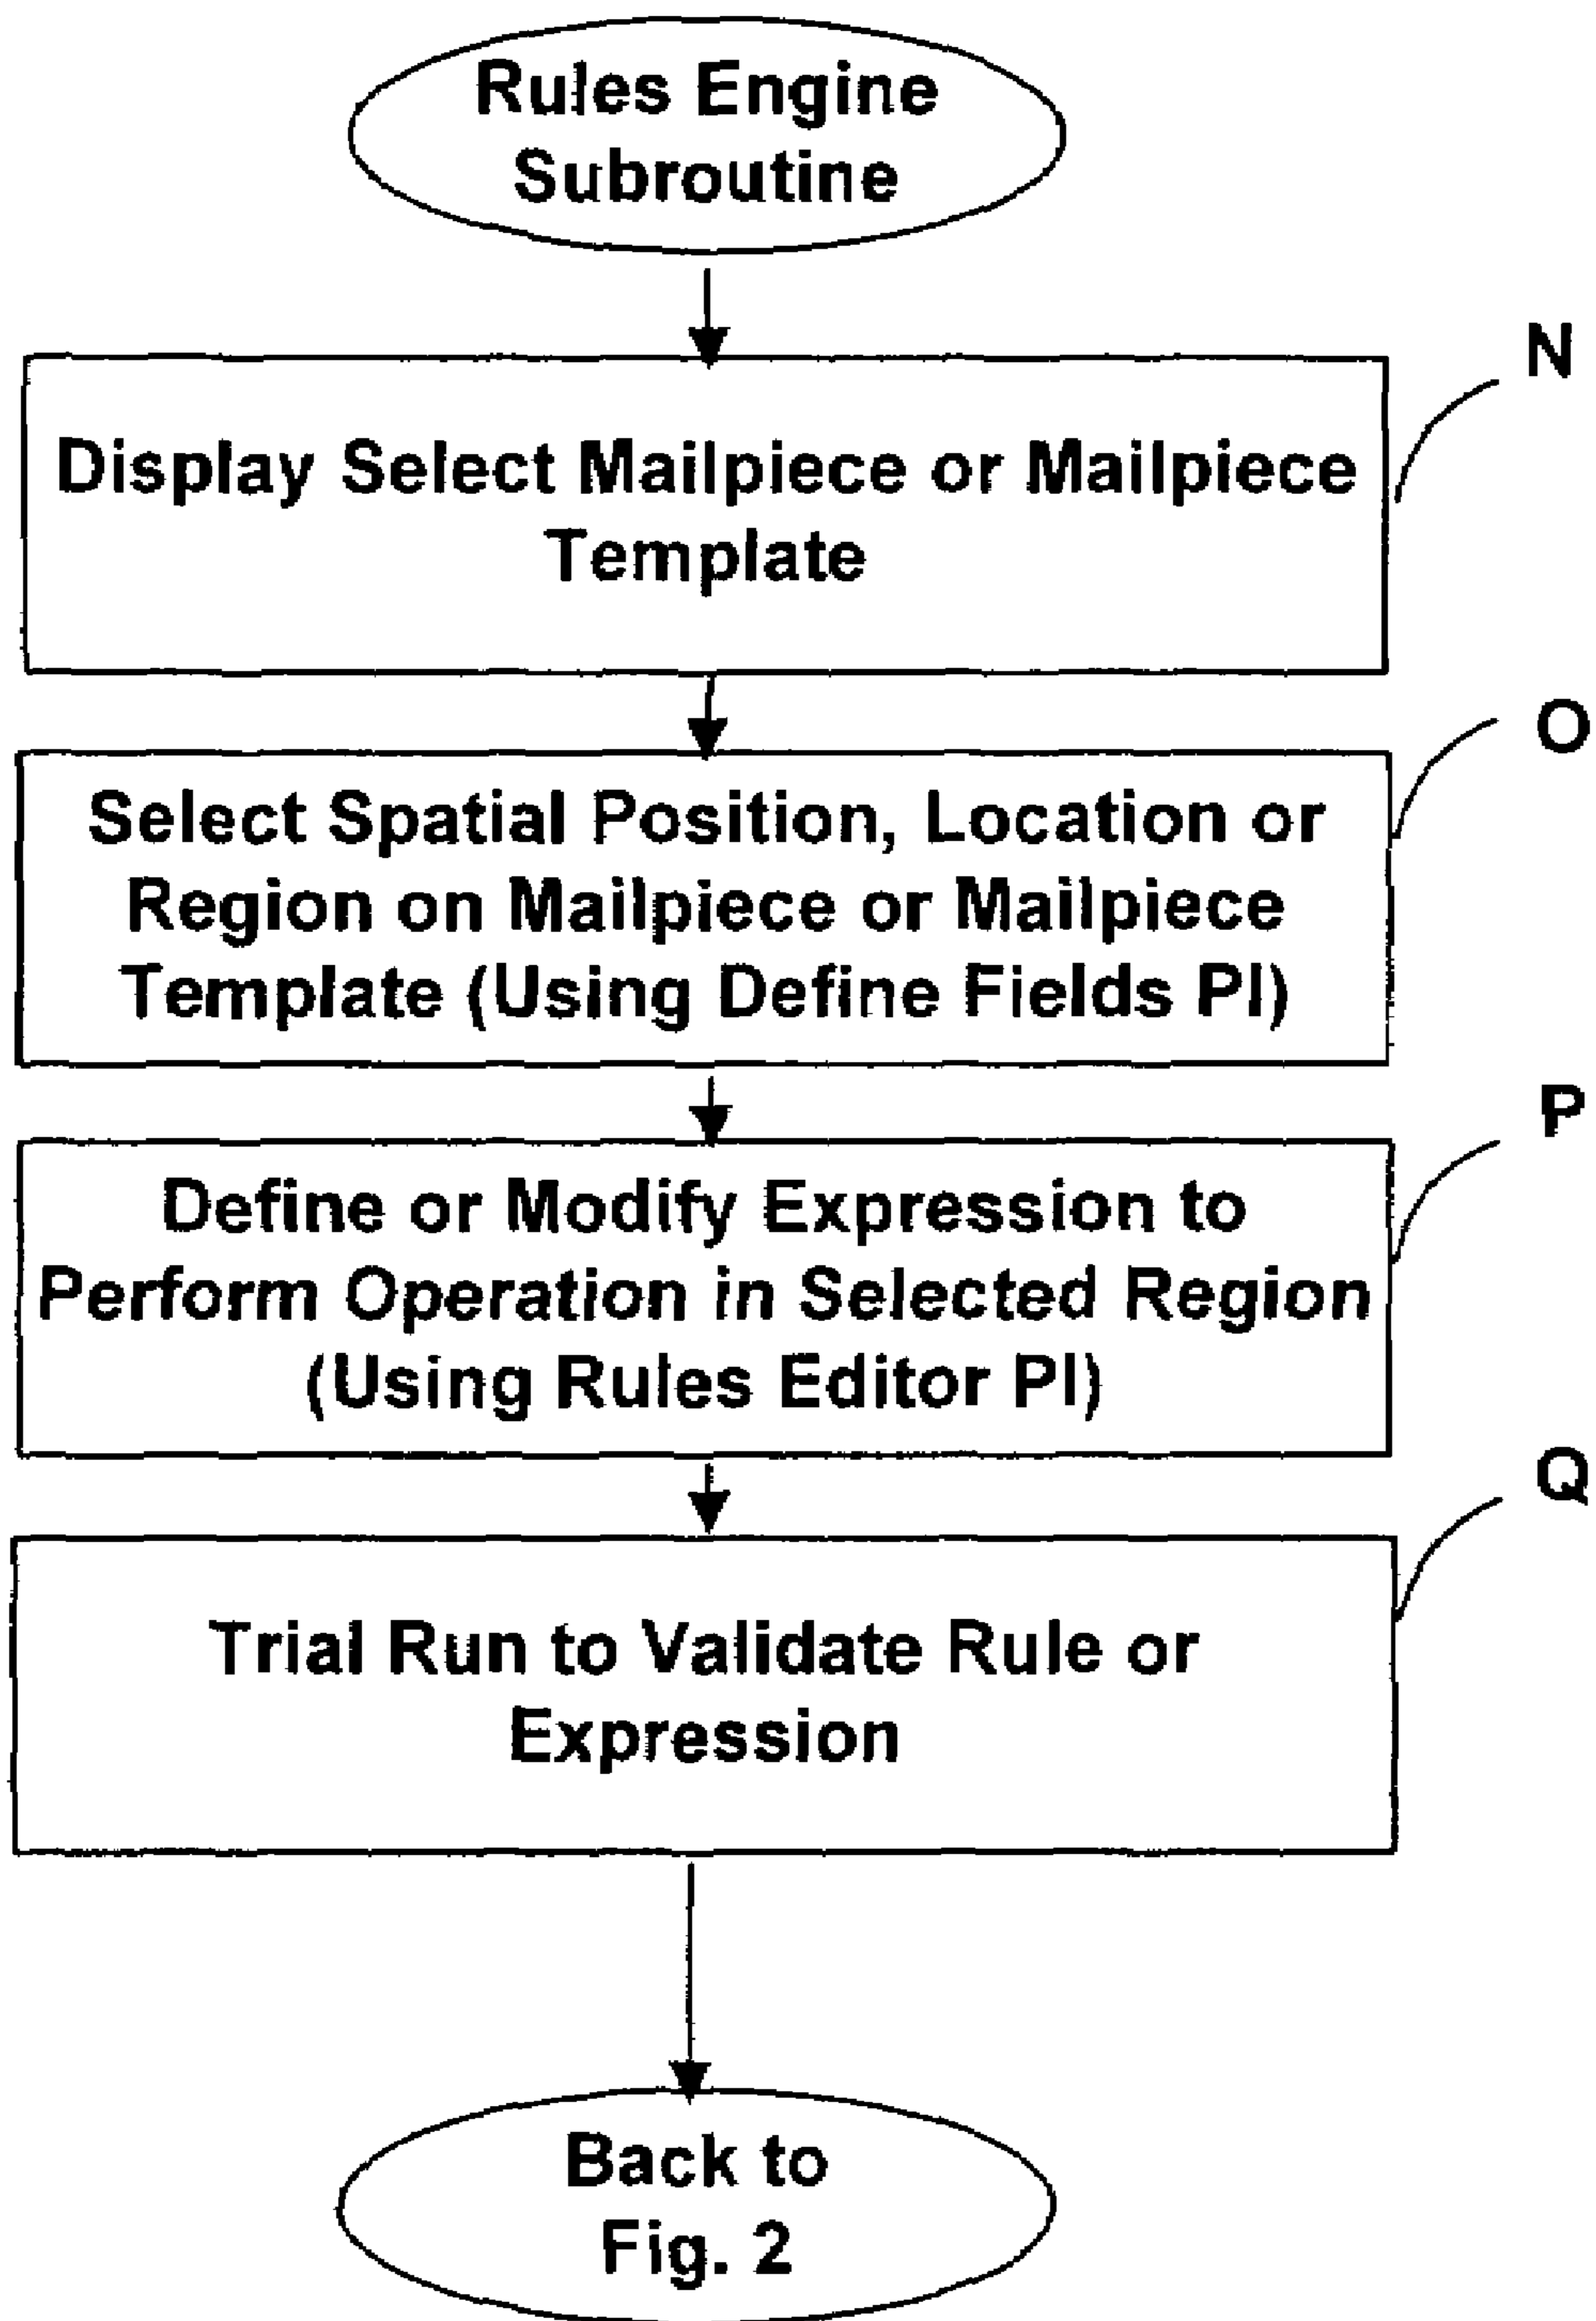 Rules Engine
Subroutine
N
Display Select Mailpiece or Mailpiece
Template
O
Select Spatial Position, Location or
Region on Mailpiece or Mailpiece
Template (Using Define Fields PI)
P
Define or Modify Expression to
Perform Operation in Selected Region
(Using Rules Editor PI)
Q
Trial Run to Validate Rule or
Expression
Back to
Fig. 2